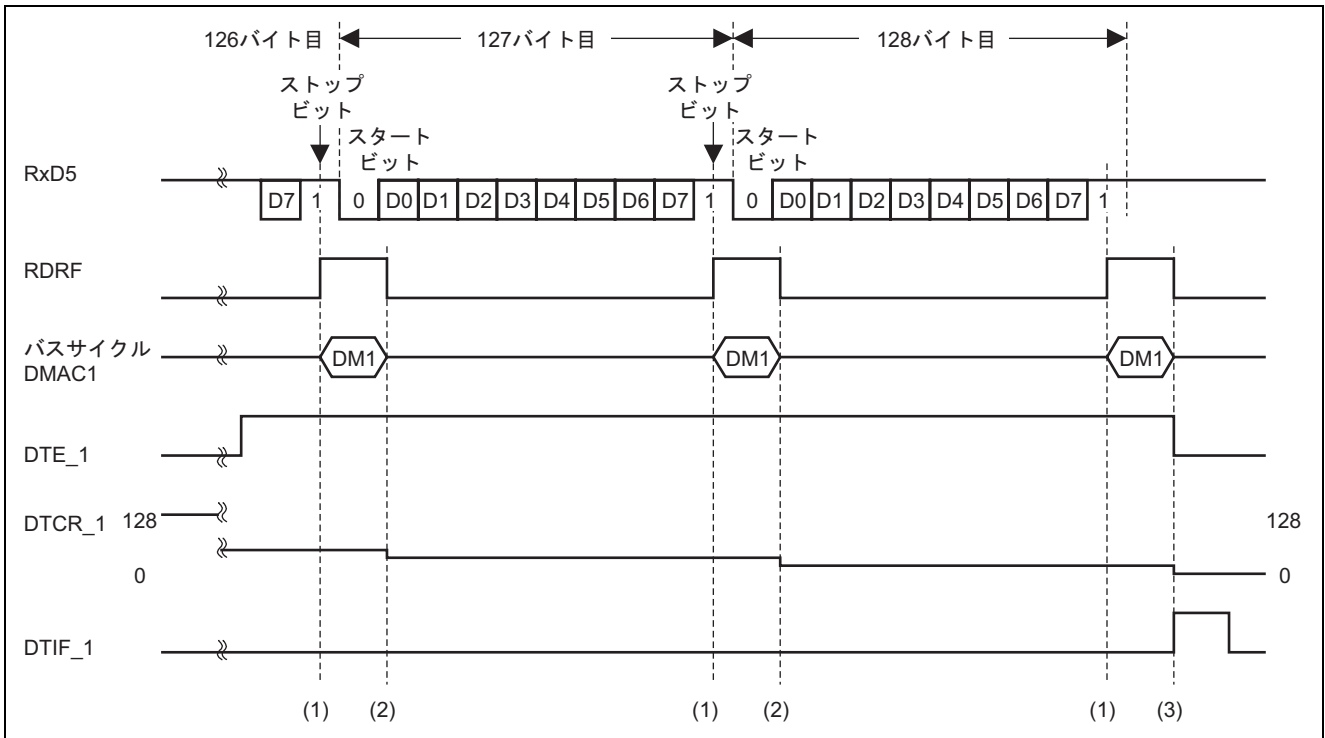 126バイト目 127バイト目 128バイト目
ストップ ストップ
ビット ビット
スタート スタート
ビット ビット
RxD5 D7 1 0 D0 D1 D2 D3 D4 D5 D6 D7 1 0 D0 D1 D2 D3 D4 D5 D6 D7 1
RDRF
バスサイクル
DMAC1 DM1 DM1 DM1
DTE_1
DTCR_1 128 128
0 0
DTIF_1
(1) (2) (1) (2) (1) (3)